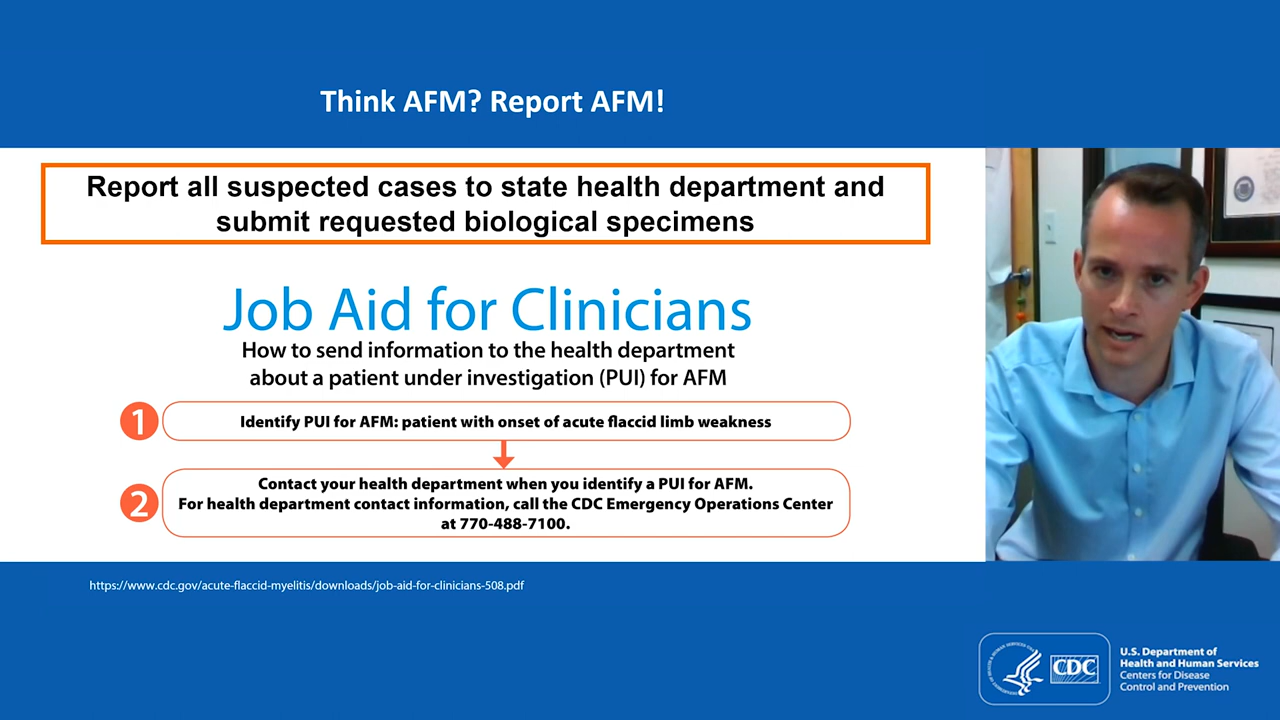 Think AFM? Report AFM!
Report all suspected cases to state health department and
submit requested biological specimens
Job Aid for Clinicians
How to send information to the health department
about a patient under investigation (PUI) for AFM
1
Identify PUI for AFM: patient with onset of acute flaccid limb weakness
2
Contact your health department when you identify a PUI for AFM.
For health department contact information, call the CDC Emergency Operations Center
at 770-488-7100.
https://www.cdc.gov/acute-flaccid-myelitis/downloads/job-aid-for-clinicians-508.pdf
CDC
U.S. Department of
Health and Human Services
Centers for Disease
Control and Prevention